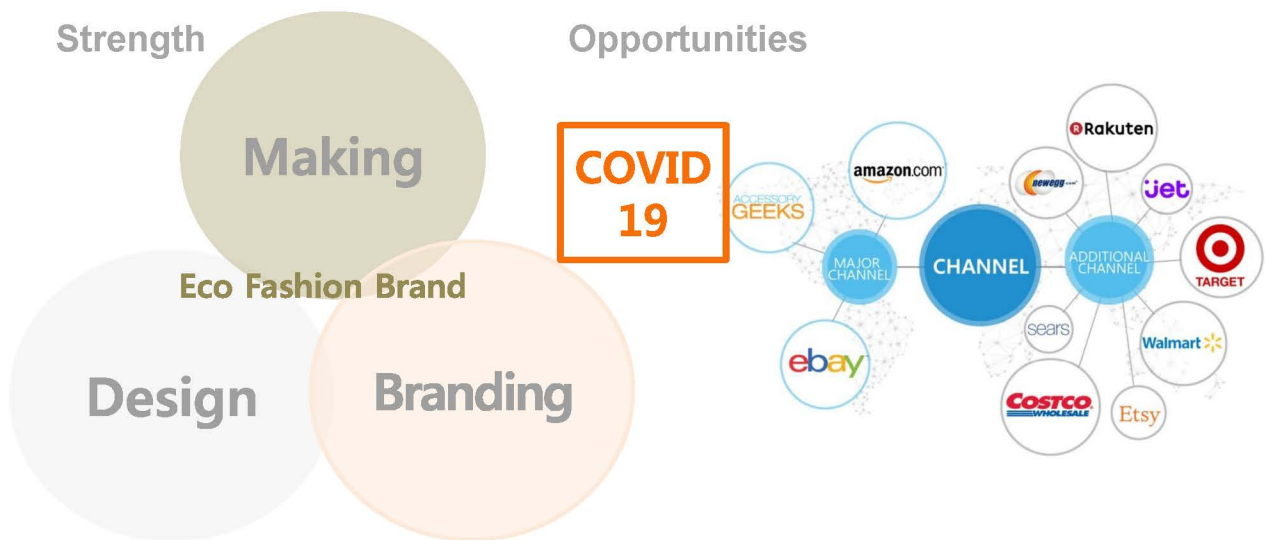 Strength
Making
Eco Fashion Brand
Design
Branding
Opportunities
COVID
19
ACCESSORY
GEEKS
amazon.com
MAJOR
CHANNEL
ebay
CHANNEL
ADDITIONAL
CHANNEL
Rakuten
newegg.com
Jet
TARGET
sears
Walmart
COSTCO
WHOLESALE
Etsy